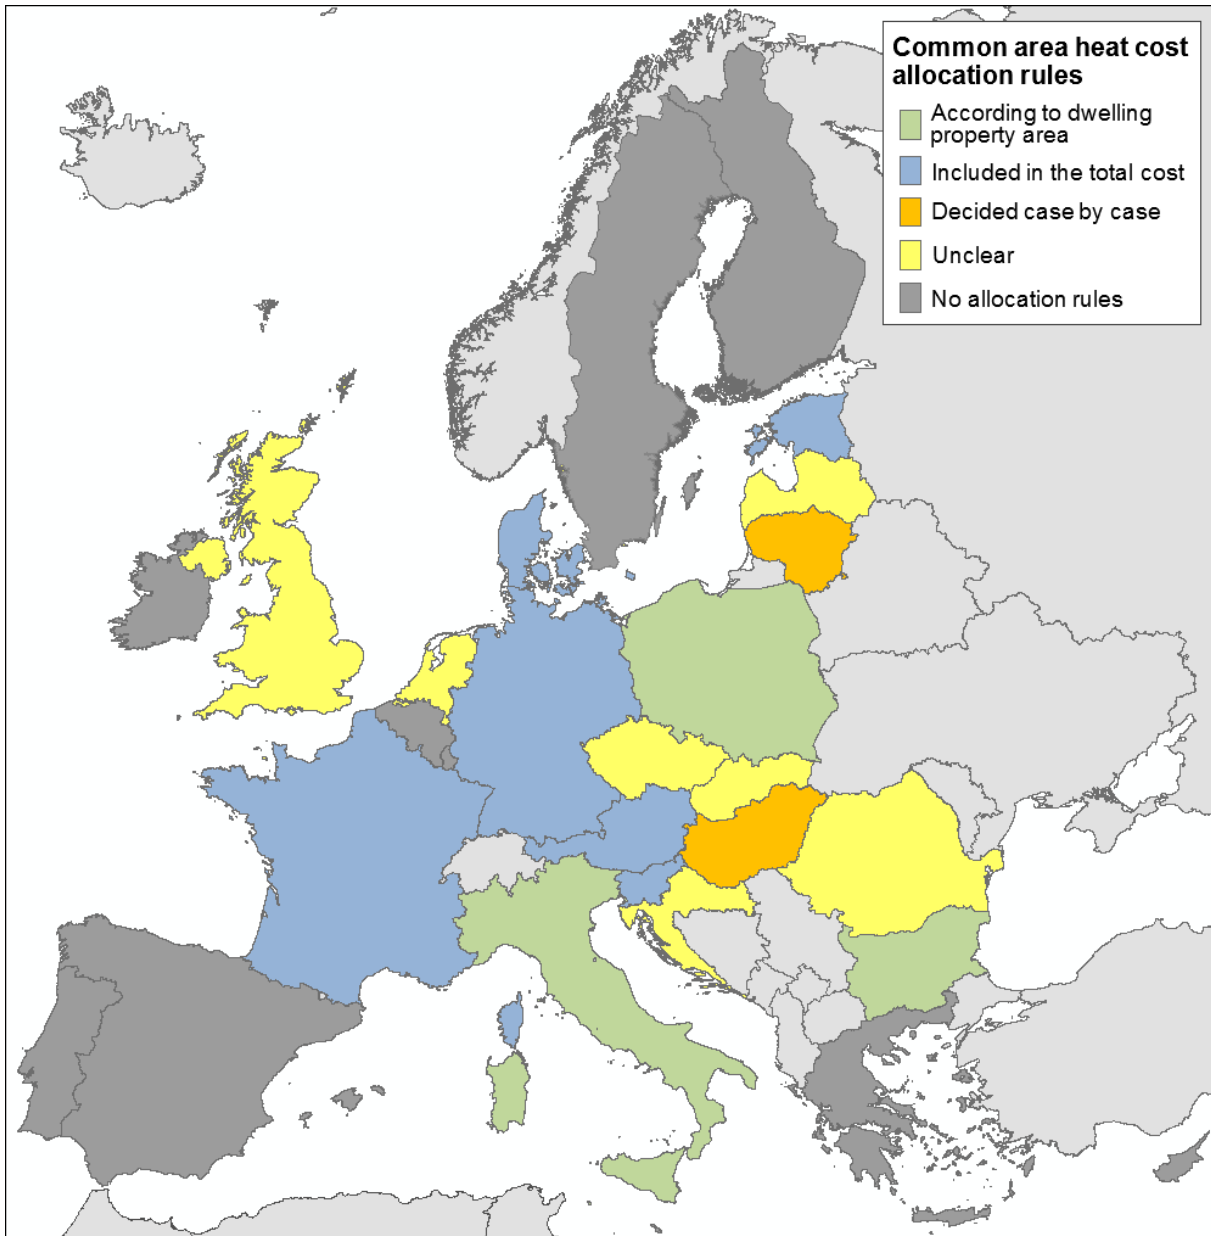 Common area heat cost
allocation rules
According to dwelling
property area
Included in the total cost
Decided case by case
Unclear
No allocation rules